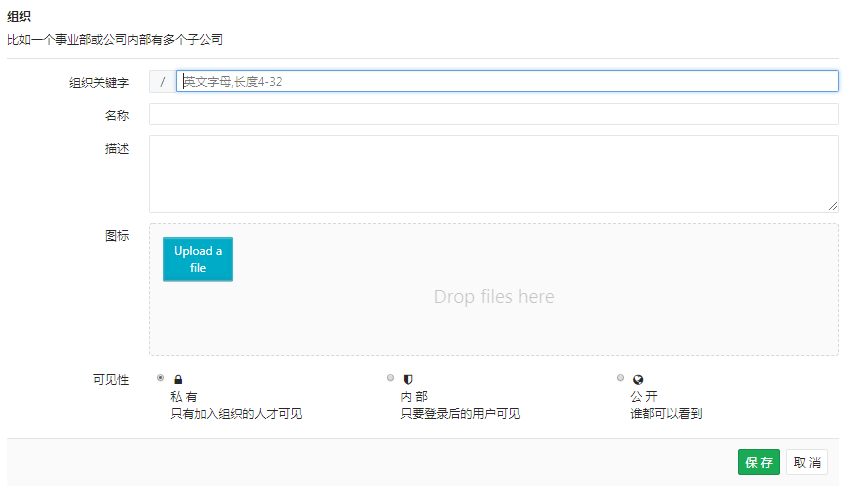 组织
比如一个事业部或公司内部有多个子公司
组织关键字 / 英文字母,长度4-32
名称
描述
图标
Upload a
file
Drop files here
可见性
私 有
只有加入组织的人才可见
内 部
只要登录后的用户可见
公 开
谁都可以看到
保 存 取 消